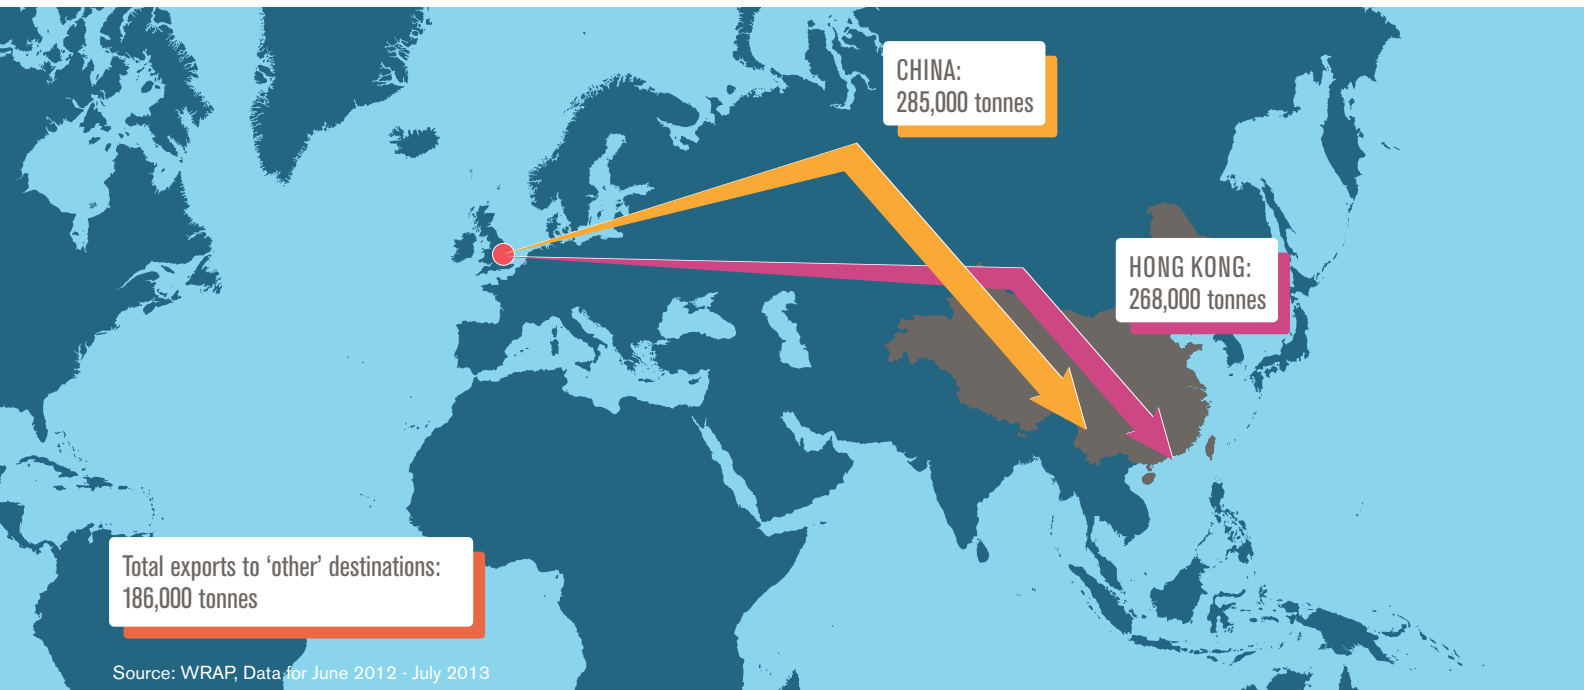 CHINA:
285,000 tonnes
HONG KONG:
268,000 tonnes
Total exports to ‘other’ destinations:
186,000 tonnes
Source: WRAP, Data for June 2012 - July 2013